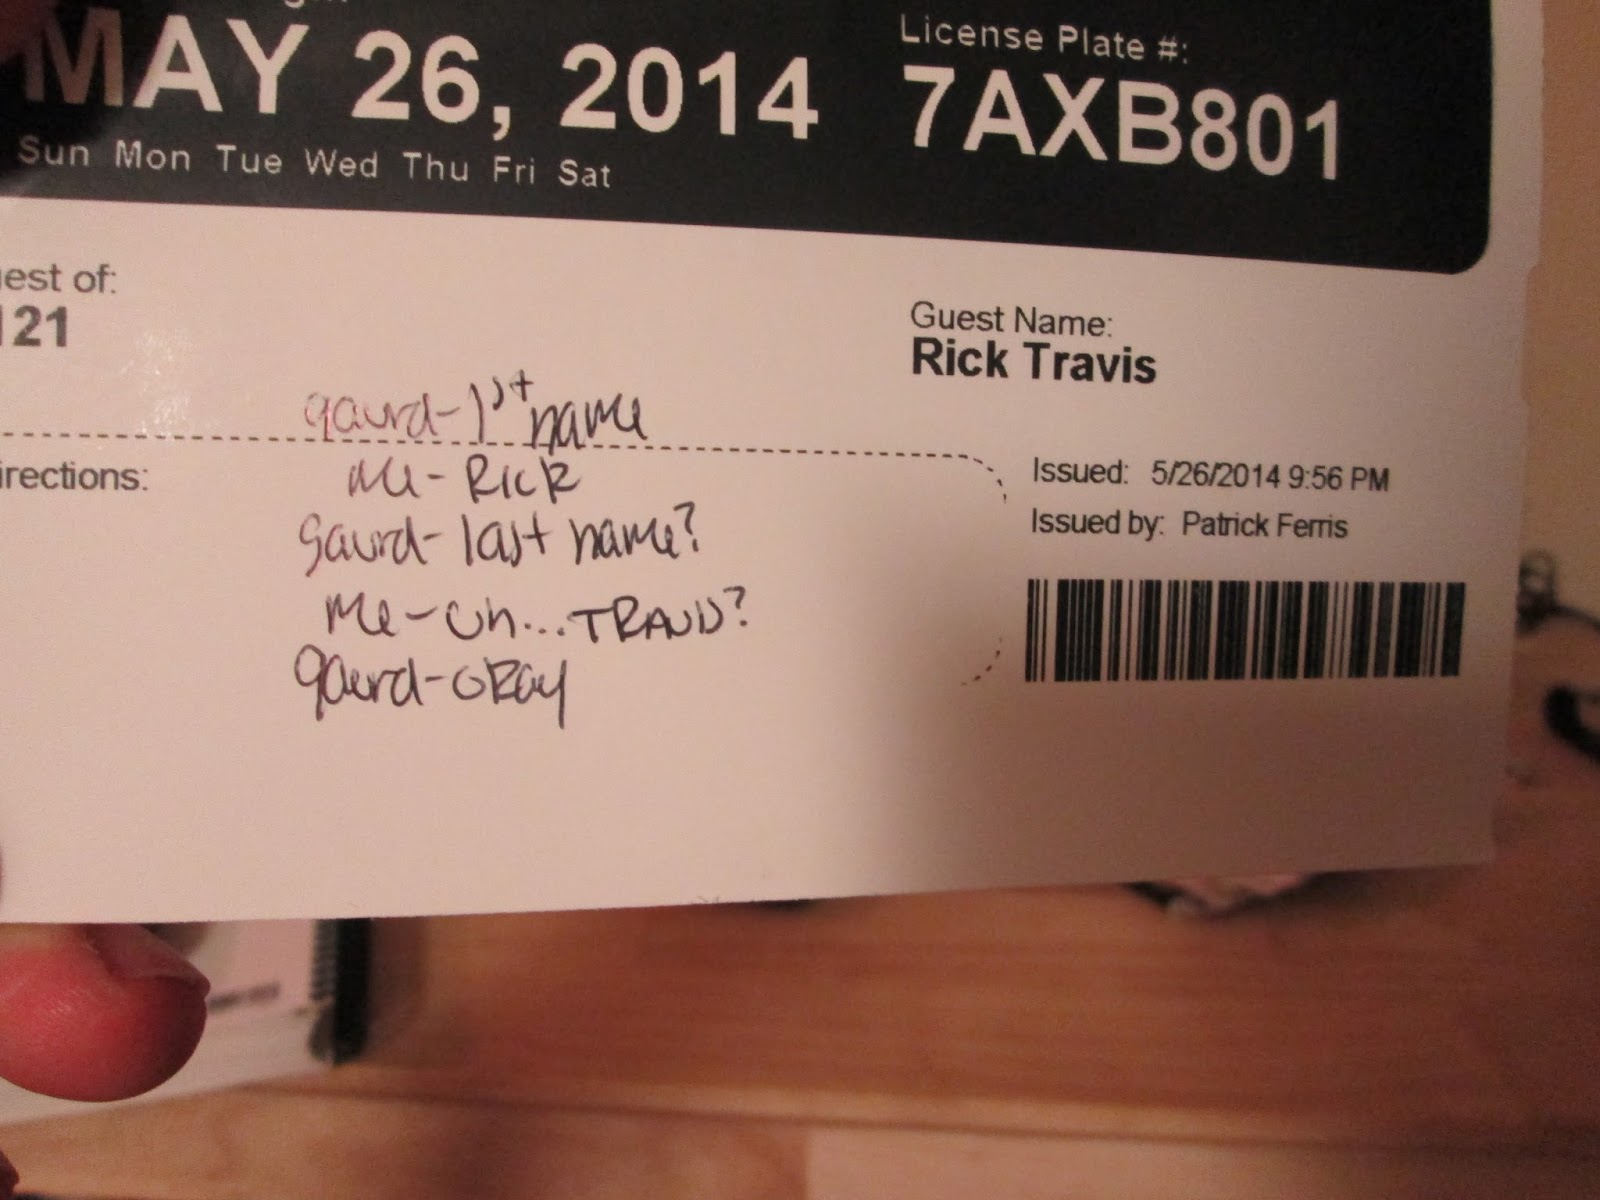 MAY 26, 2014
Sun Mon Tue Wed Thu Fri Sat
License Plate #:
7AXB801
est of:
121
Guest Name:
Rick Travis
gaurd-1st name
me-RICK
gaurd-last name?
me-uh...TRAVIS?
gaurd-okay
irections:
Issued: 5/26/2014 9:56 PM
Issued by: Patrick Ferris